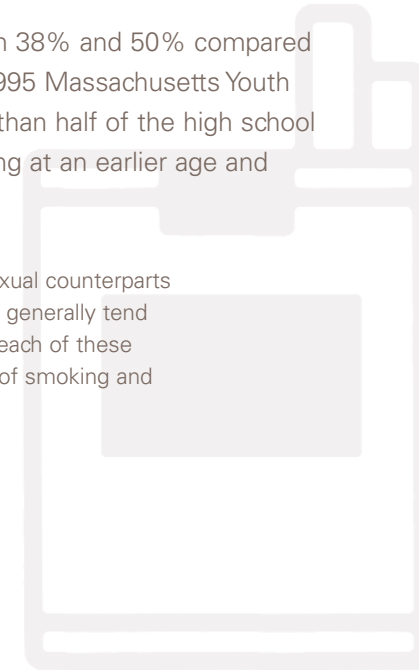 n 38% and 50% compared
995 Massachusetts Youth
than half of the high school
ng at an earlier age and
xual counterparts
generally tend
each of these
of smoking and